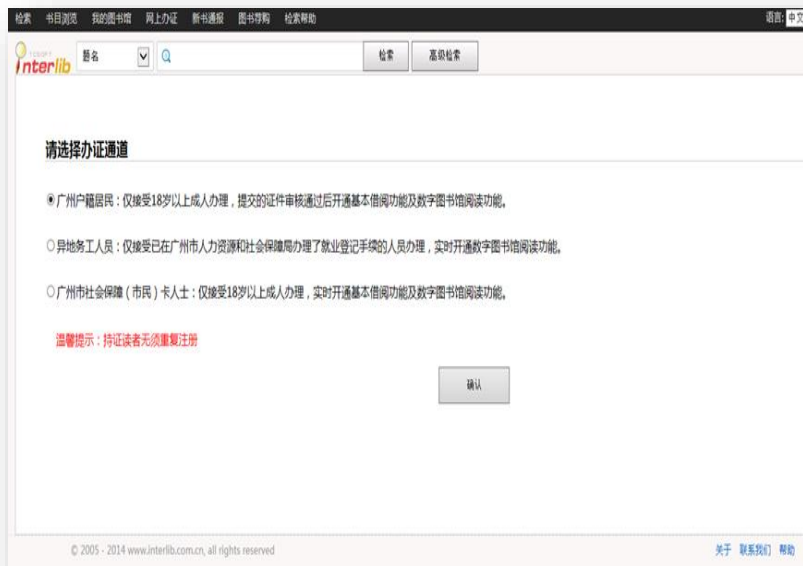 检索 书目浏览 我的图书馆 网上办证 新书通报 图书荐购 检索帮助 语言: 中文
interlib 题名 检索 高级检索
请选择办证通道
广州户籍居民：仅接受18岁以上成人办理，提交的证件审核通过后开通基本借阅功能及数字图书馆阅读功能。
异地务工人员：仅接受已在广州市人力资源和社会保障局办理了就业登记手续的人员办理，实时开通数字图书馆阅读功能。
广州市社会保障（市民）卡人士：仅接受18岁以上成人办理，实时开通基本借阅功能及数字图书馆阅读功能。
温馨提示：持证读者无须重复注册
确认
© 2005 - 2014 www.interlib.com.cn, all rights reserved 关于 联系我们 帮助